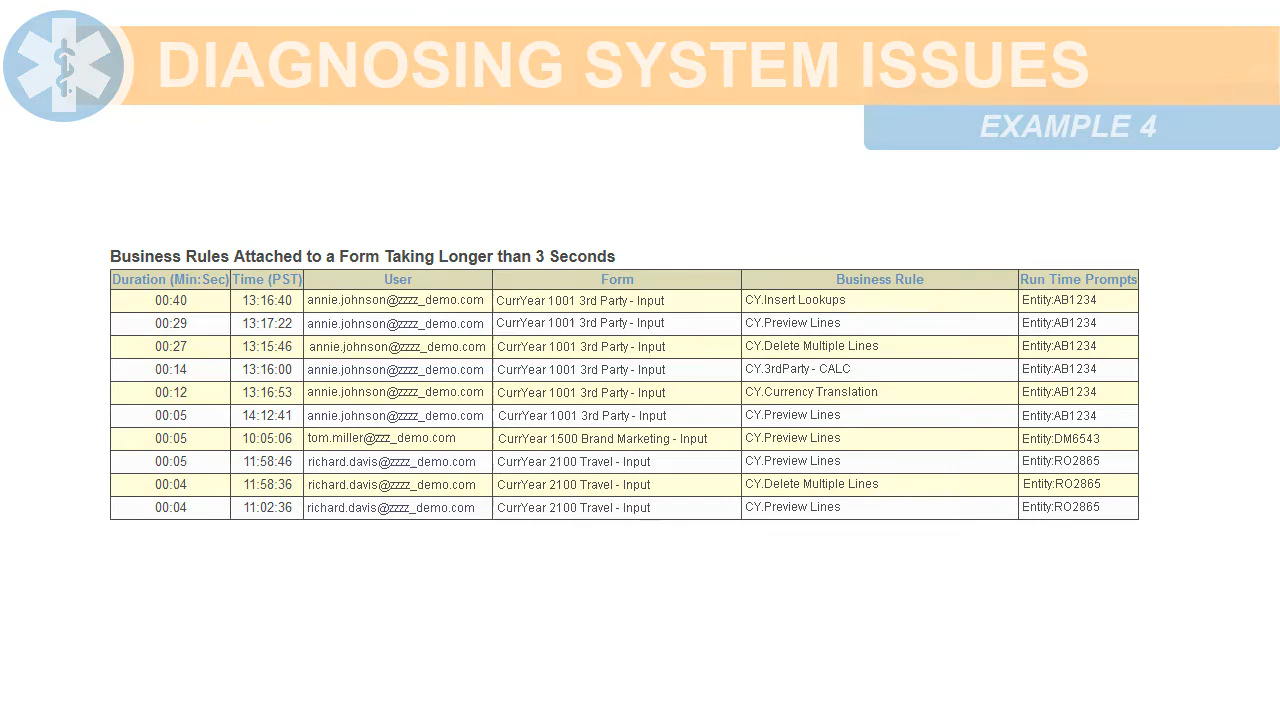 DIAGNOSING SYSTEM ISSUES
EXAMPLE 4
Business Rules Attached to a Form Taking Longer than 3 Seconds
Duration (Min:Sec) Time (PST) User Form Business Rule Run Time Prompts
00:40 13:16:40 annie.johnson@zzzz_demo.com CurrYear 1001 3rd Party - Input CY.Insert Lookups Entity:AB1234
00:29 13:17:22 annie.johnson@zzzz_demo.com CurrYear 1001 3rd Party - Input CY.Preview Lines Entity:AB1234
00:27 13:15:46 annie.johnson@zzzz_demo.com CurrYear 1001 3rd Party - Input CY.Delete Multiple Lines Entity:AB1234
00:14 13:16:00 annie.johnson@zzzz_demo.com CurrYear 1001 3rd Party - Input CY.3rdParty - CALC Entity:AB1234
00:12 13:16:53 annie.johnson@zzzz_demo.com CurrYear 1001 3rd Party - Input CY.Currency Translation Entity:AB1234
00:05 14:12:41 annie.johnson@zzzz_demo.com CurrYear 1001 3rd Party - Input CY.Preview Lines Entity:AB1234
00:05 10:05:06 tom.miller@zzz_demo.com CurrYear 1500 Brand Marketing - Input CY.Preview Lines Entity:DM6543
00:05 11:58:46 richard.davis@zzzz_demo.com CurrYear 2100 Travel - Input CY.Preview Lines Entity:RO2865
00:04 11:58:36 richard.davis@zzzz_demo.com CurrYear 2100 Travel - Input CY.Delete Multiple Lines Entity:RO2865
00:04 11:02:36 richard.davis@zzzz_demo.com CurrYear 2100 Travel - Input CY.Preview Lines Entity:RO2865